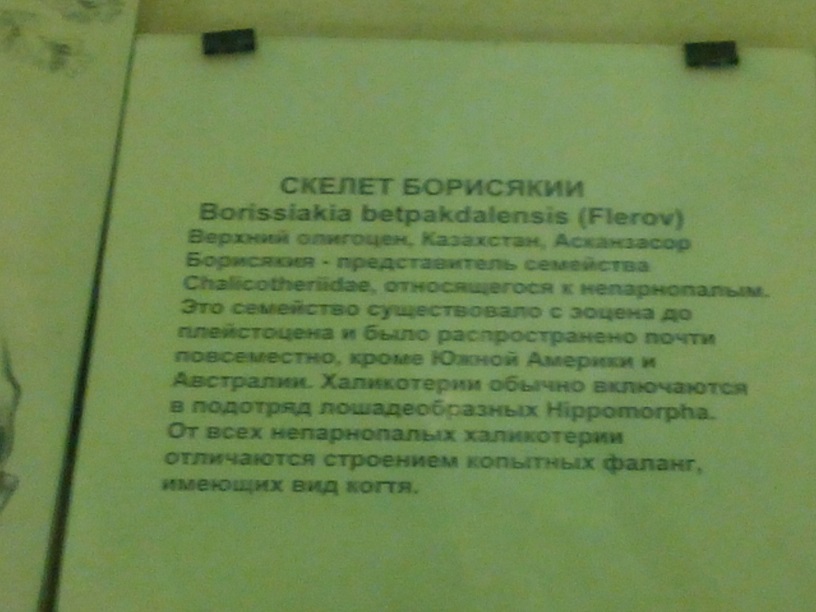 СКЕЛЕТ БОРИСЯКИИ
Borissiakia betpakdalensis (Flerov)
Верхний олигоцен, Казахстан, Асканзасор
Борисякия - представитель семейства
Chalicotheriidae, относящегося к непарнопалым.
Это семейство существовало с эоцена до
плейстоцена и было распространено почти
повсеместно, кроме Южной Америки и
Австралии. Халикотерии обычно включаются
в подотряд лошадеобразных Hippomorpha.
От всех непарнопалых халикотерии
отличаются строением копытных фаланг,
имеющих вид когтя.